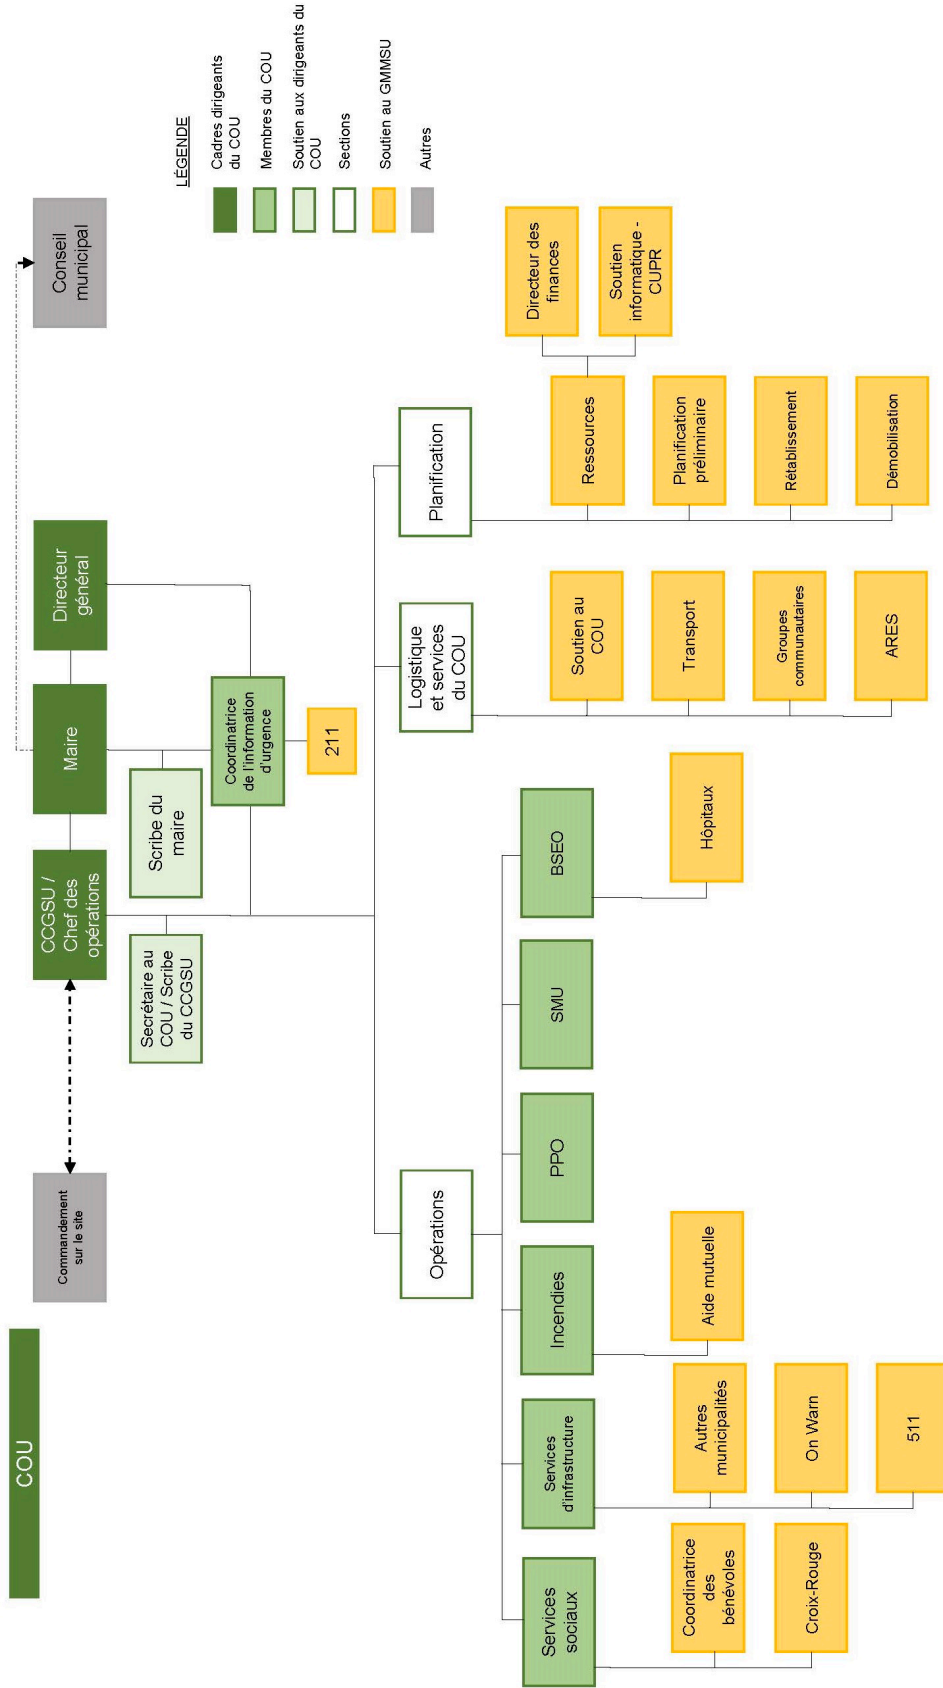 COU
Commandement
sur le site
CCGSU /
Chef des
opérations
Maire
Directeur
général
Conseil
municipal
Secrétaire au
COU / Scribe
du CCGSU
Scribe du
maire
Coordinatrice
de l'information
d'urgence
211
LÉGENDE
Cadres dirigeants
du COU
Membres du COU
Soutien aux dirigeants du
COU
Sections
Soutien au GMMSU
Autres
Opérations
Logistique
et services
du COU
Planification
Services
sociaux
Services
d'infrastructure
Incendies
PPO
SMU
BSEO
Coordinatrice
des
bénévoles
Croix-Rouge
Autres
municipalités
On Warn
511
Aide mutuelle
Hôpitaux
Soutien au
COU
Transport
Groupes
communautaires
ARES
Ressources
Planification
préliminaire
Rétablissement
Démobilisation
Directeur des
finances
Soutien
informatique -
CUPR